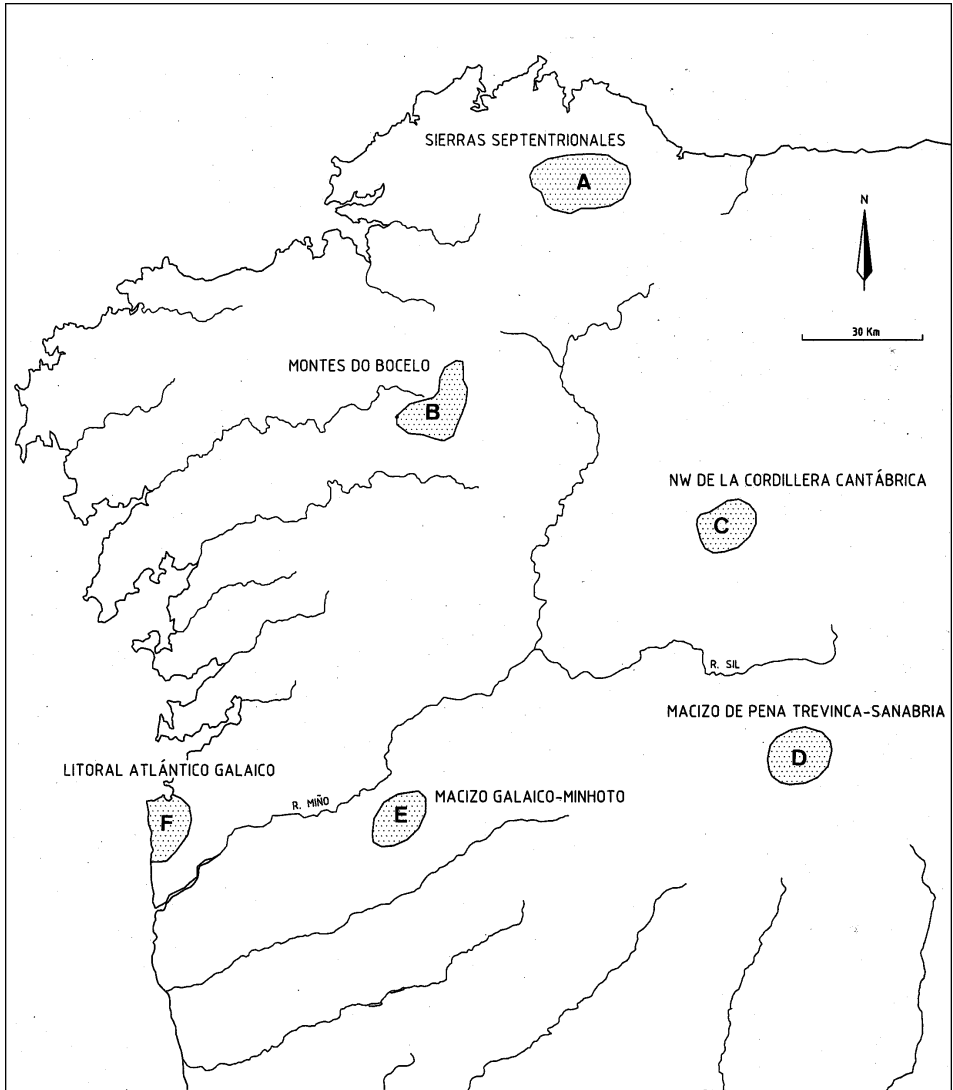 SIERRAS SEPTENTRIONALES
A
N
30 Km
MONTES DO BOCELO
B
NW DE LA CORDILLERA CANTÁBRICA
C
R. SIL
MACIZO DE PENA TREVINCA-SANABRIA
D
LITORAL ATLÁNTICO GALAICO
F
R. MIÑO
MACIZO GALAICO-MINHOTO
E